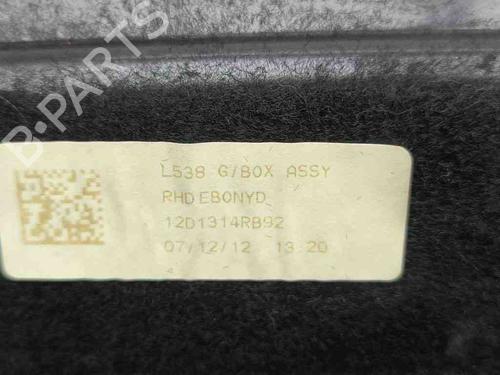 B-PARTS
L538 G/BOX ASSY
RHD EBONYD
12D1314RB92
07/12/12 13.20